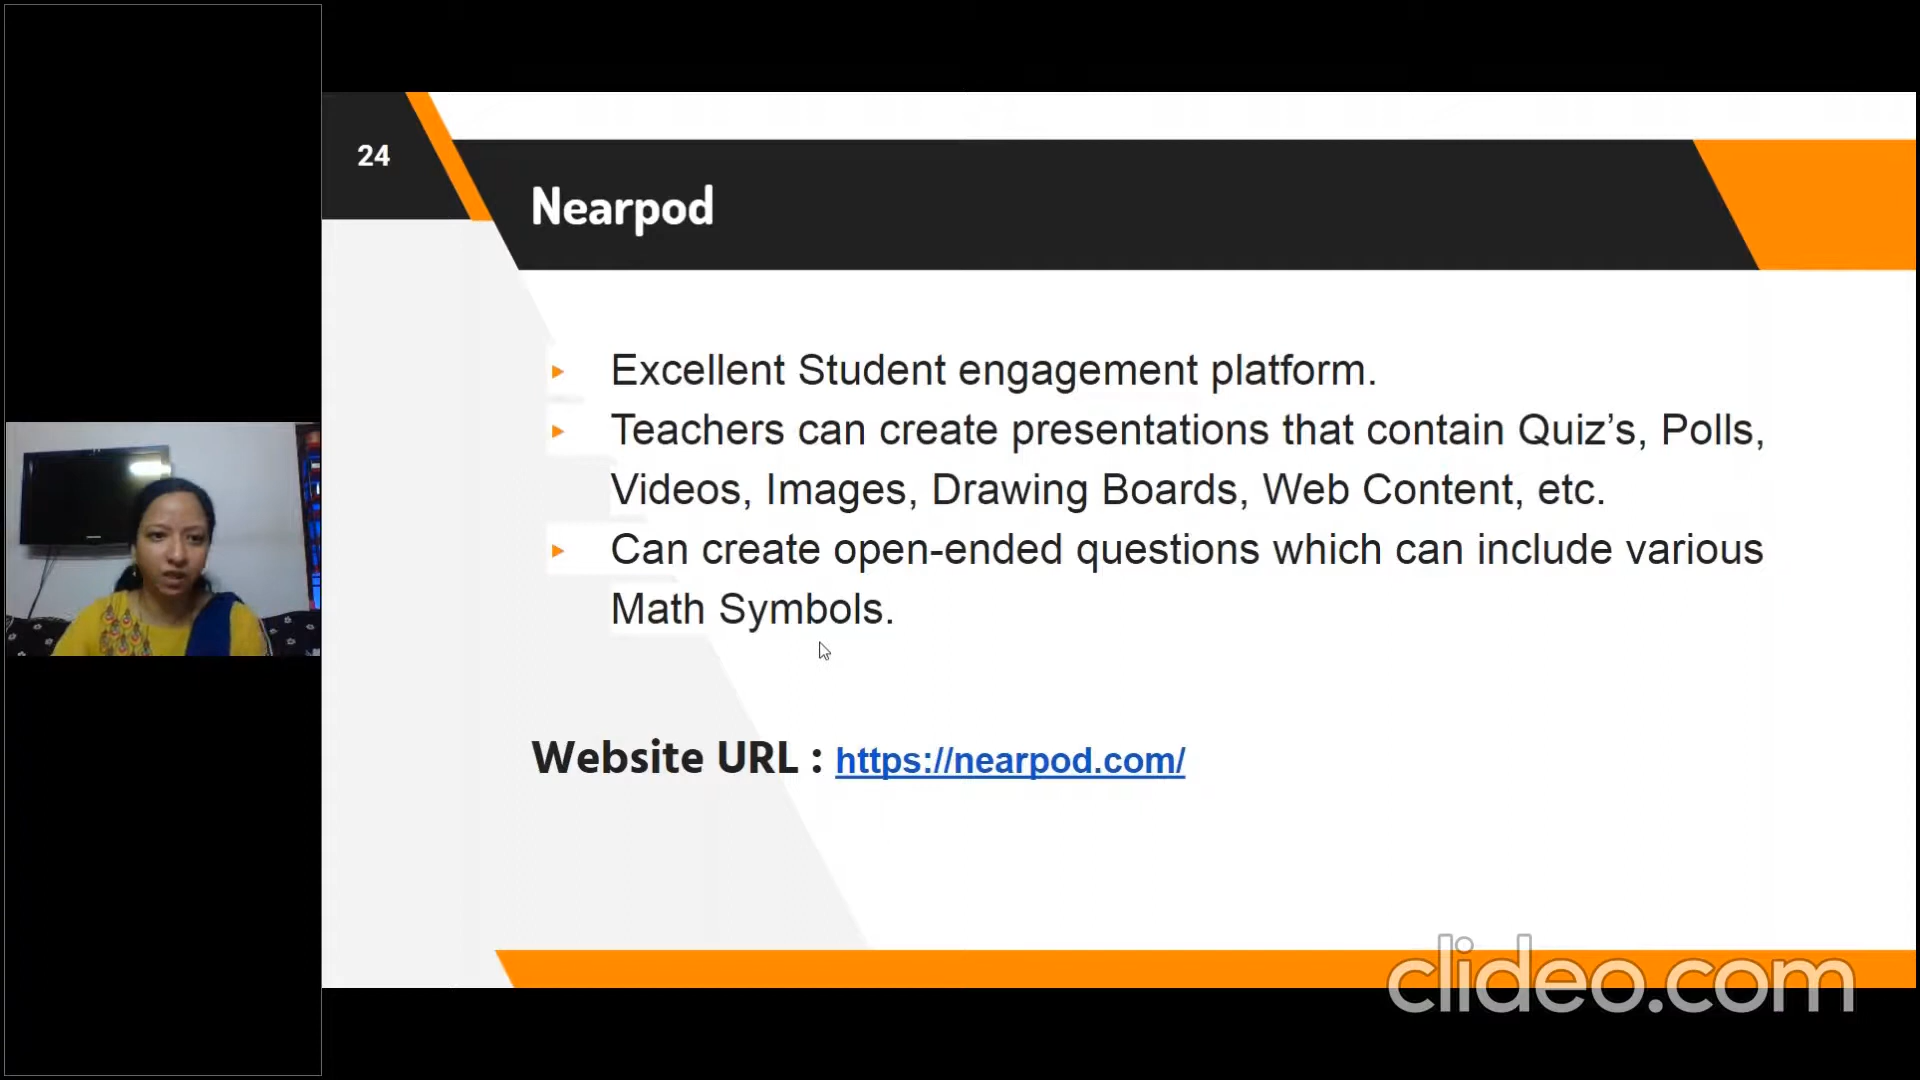 24
Nearpod
Excellent Student engagement platform.
Teachers can create presentations that contain Quiz’s, Polls,
Videos, Images, Drawing Boards, Web Content, etc.
Can create open-ended questions which can include various
Math Symbols.
Website URL : https://nearpod.com/
clideo.com